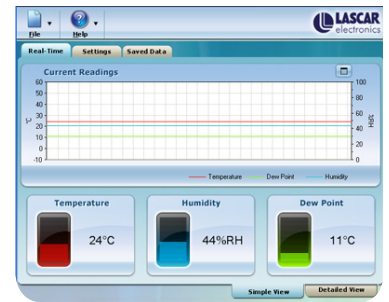 File
Help
LASCAR
electronics
Real-Time
Settings
Saved Data
Current Readings
60
50
40
30
20
10
0
-10
°C
100
80
60
40
20
0
%RH
Temperature
Dew Point
Humidity
Temperature
24°C
Humidity
44%RH
Dew Point
11°C
Simple View
Detailed View